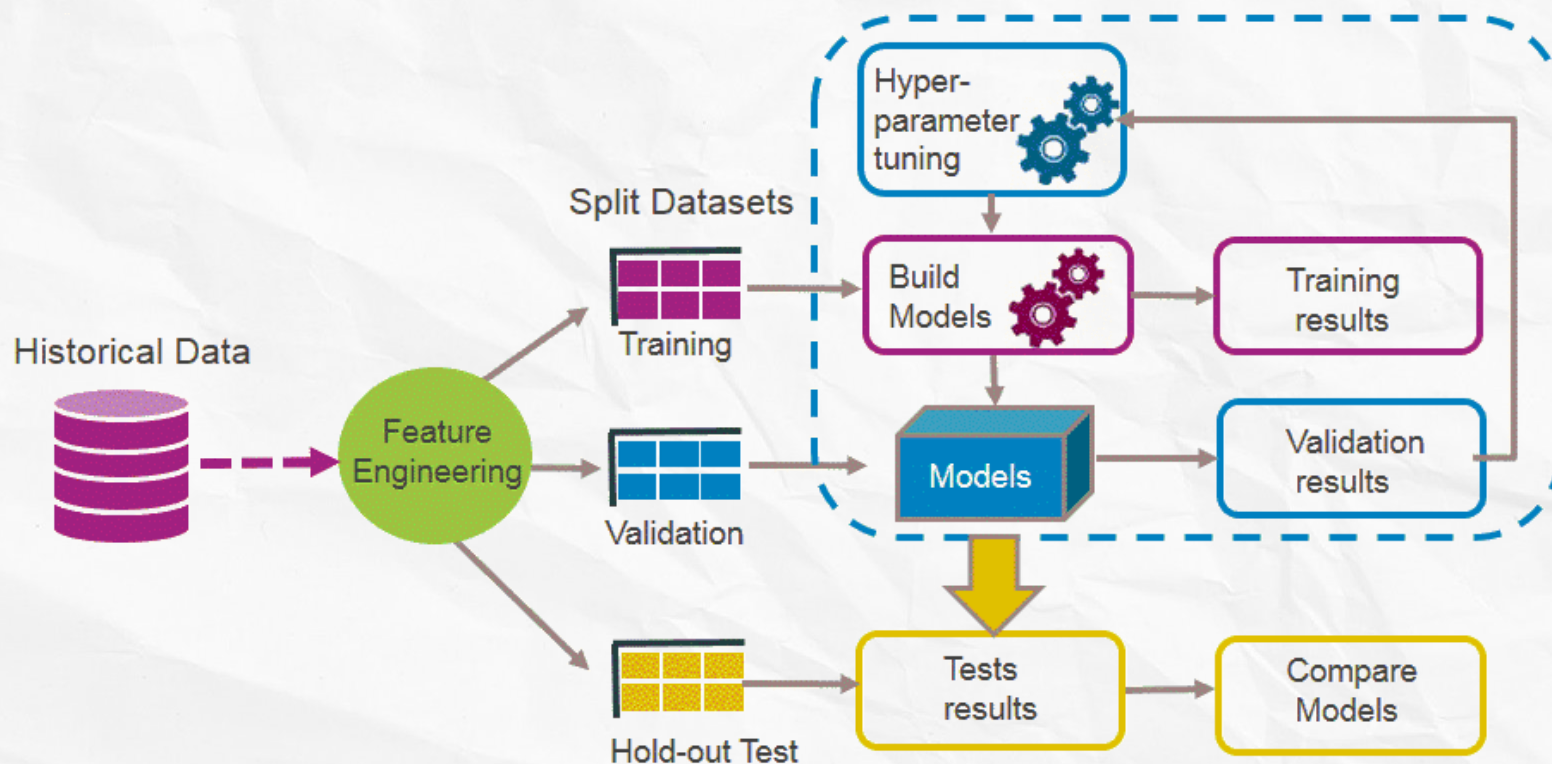 Hyper-
parameter
tuning
Split Datasets
Build
Models
Training
results
Training
Historical Data
Feature
Engineering
Models
Validation
results
Validation
Tests
results
Compare
Models
Hold-out Test